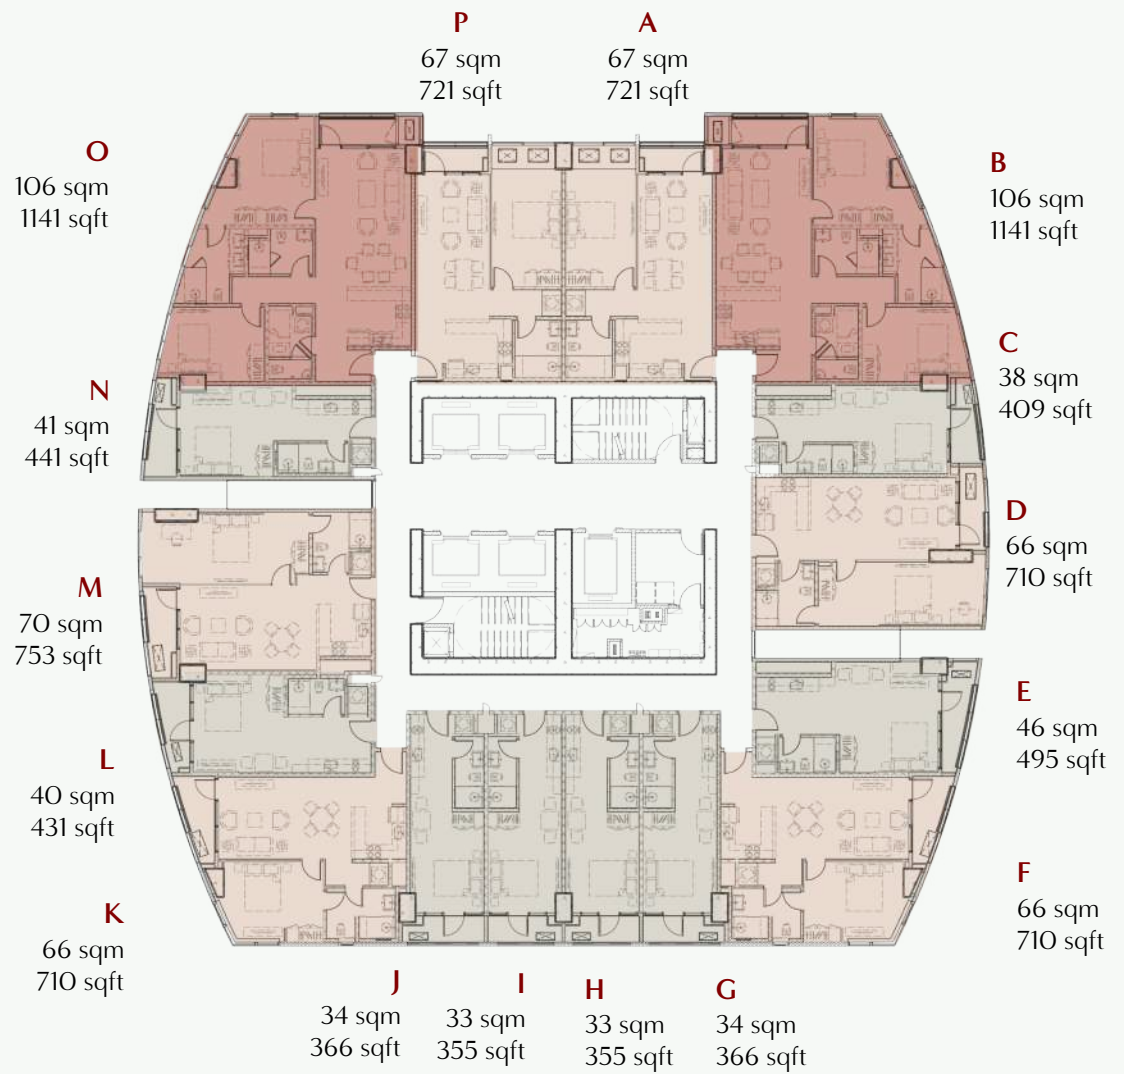 P
67 sqm
721 sqft
A
67 sqm
721 sqft
O
106 sqm
1141 sqft
B
106 sqm
1141 sqft
C
38 sqm
409 sqft
N
41 sqm
441 sqft
D
66 sqm
710 sqft
M
70 sqm
753 sqft
E
46 sqm
495 sqft
L
40 sqm
431 sqft
F
66 sqm
710 sqft
K
66 sqm
710 sqft
J
34 sqm
366 sqft
I
33 sqm
355 sqft
H
33 sqm
355 sqft
G
34 sqm
366 sqft